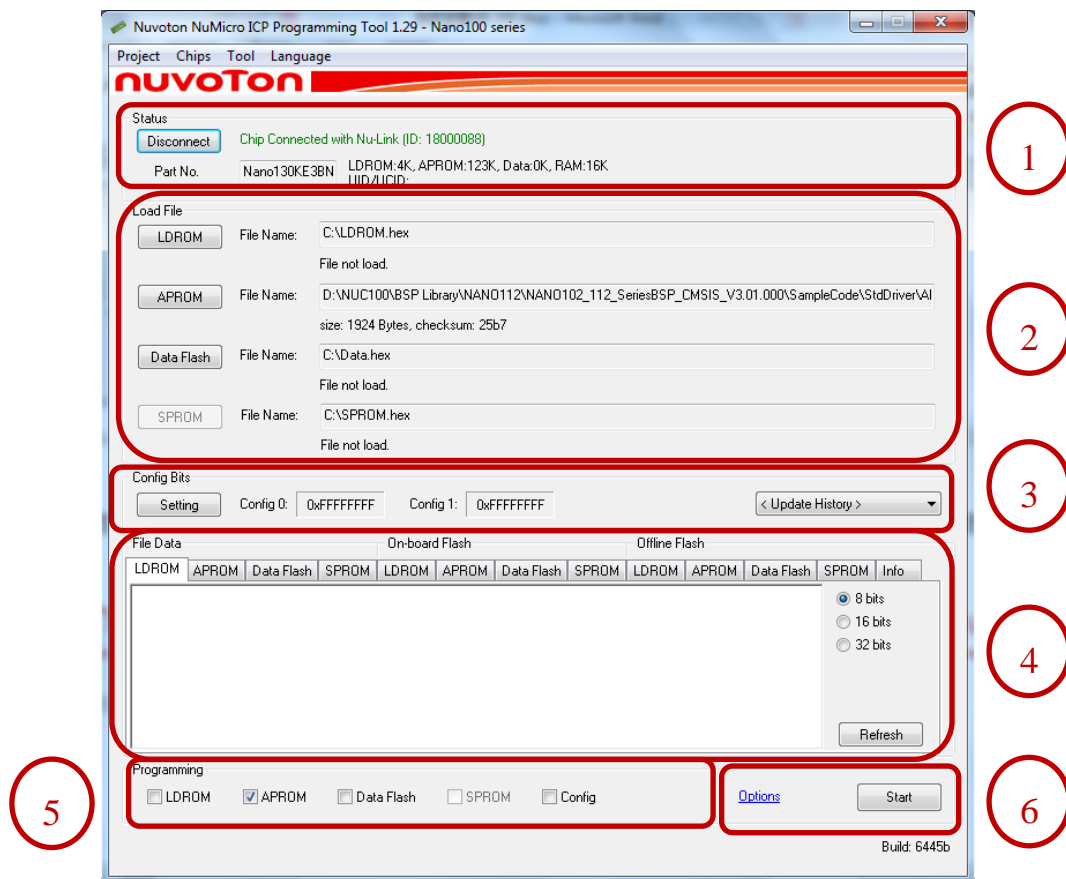 Nuvoton NuMicro ICP Programming Tool 1.29 - Nano100 series
Project Chips Tool Language
nuvoTon
Status
Disconnect Chip Connected with Nu-Link (ID: 18000088)
1
Part No. Nano130KE3BN LDROM:4K, APROM:123K, Data:0K, RAM:16K
UID/UCID:
Load File
LDROM File Name: C:\LDROM.hex
File not load.
APROM File Name: D:\NUC100\BSP Library\NANO112\NANO102_112_SeriesBSP_CMSIS_V3.01.000\SampleCode\StdDriver\AI
size: 1924 Bytes, checksum: 25b7
2
Data Flash File Name: C:\Data.hex
File not load.
SPROM File Name: C:\SPROM.hex
File not load.
Config Bits
Setting Config 0: 0xFFFFFFFF Config 1: 0xFFFFFFFF < Update History >
3
File Data On-board Flash Offline Flash
LDROM APROM Data Flash SPROM LDROM APROM Data Flash SPROM LDROM APROM Data Flash SPROM Info
8 bits
16 bits
32 bits
4
Refresh
Programming
5
LDROM APROM Data Flash SPROM Config
Options Start
6
Build: 6445b